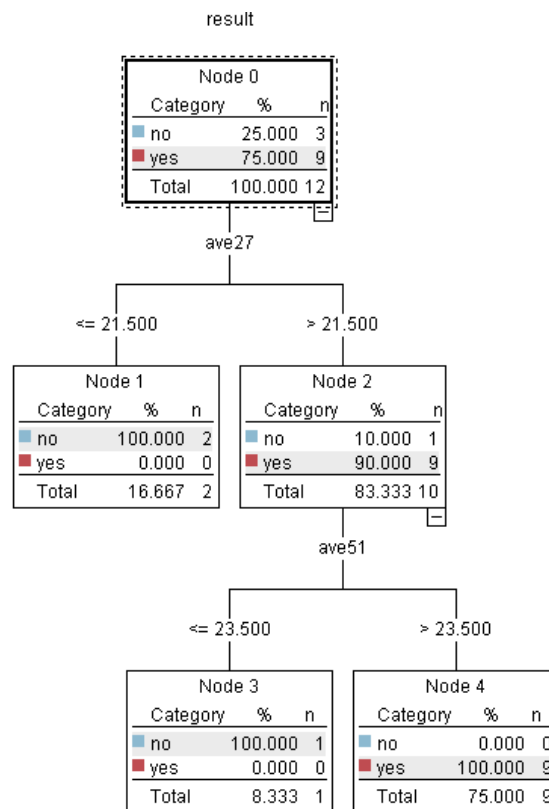 result
Node 0
Category % n
no 25.000 3
yes 75.000 9
Total 100.000 12
ave27
<= 21.500
> 21.500
Node 1
Category % n
no 100.000 2
yes 0.000 0
Total 16.667 2
Node 2
Category % n
no 10.000 1
yes 90.000 9
Total 83.333 10
ave51
<= 23.500
> 23.500
Node 3
Category % n
no 100.000 1
yes 0.000 0
Total 8.333 1
Node 4
Category % n
no 0.000 0
yes 100.000 9
Total 75.000 9